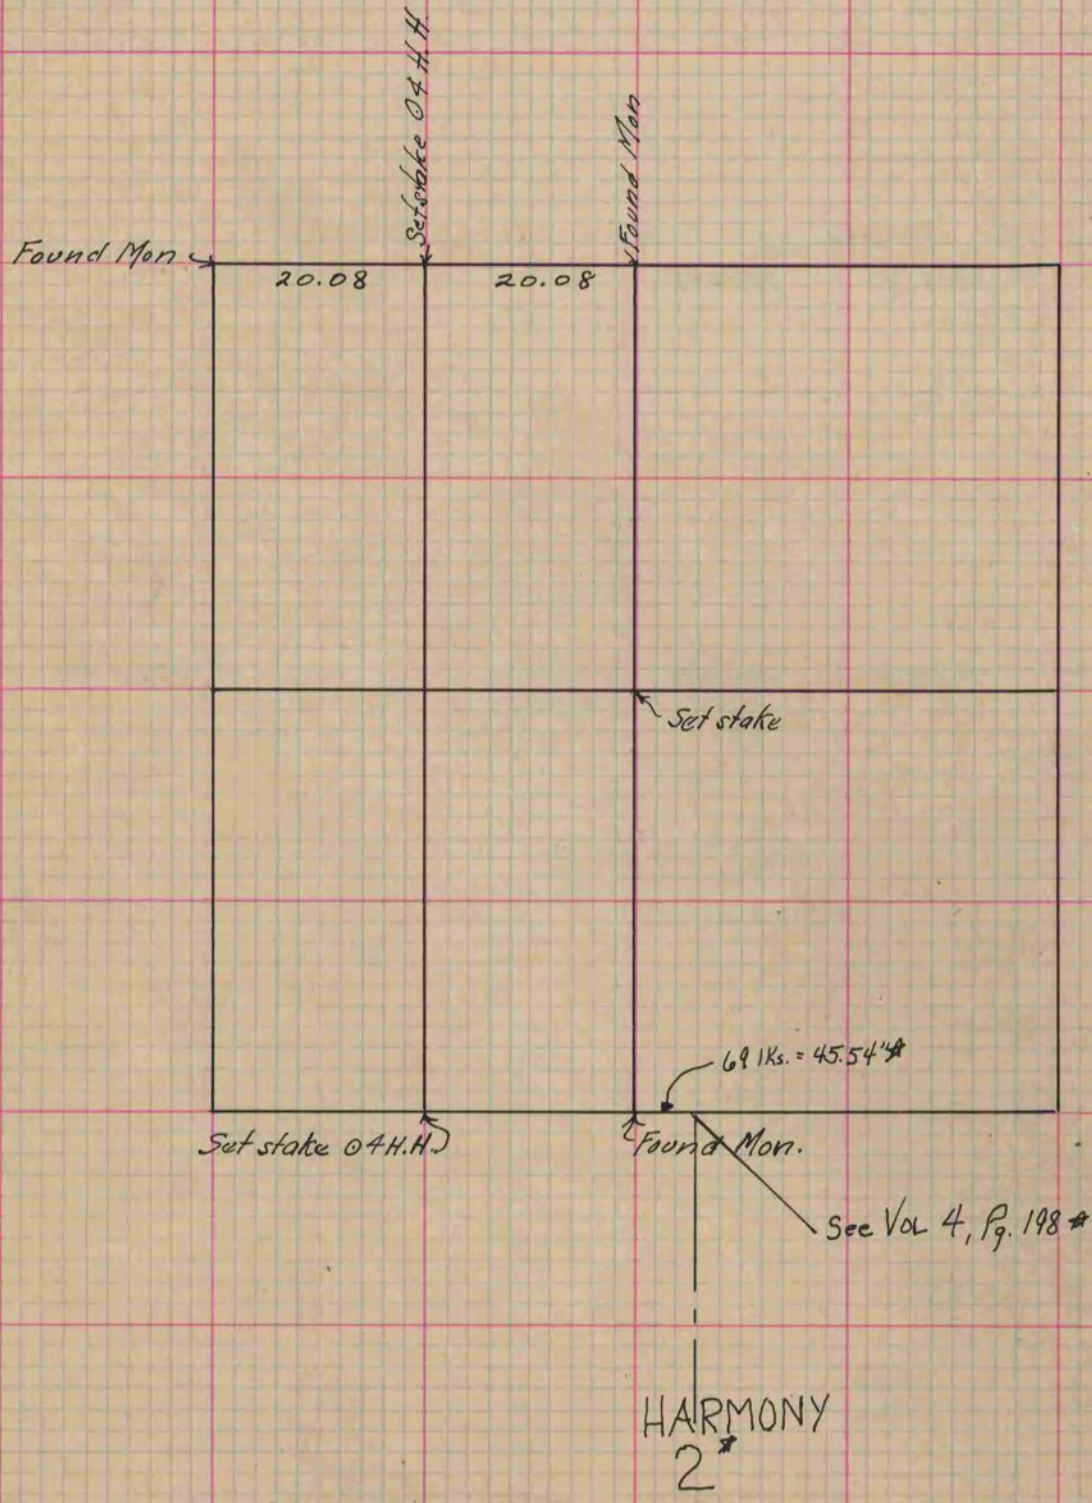 Set stake ⊙4 H.H.
Found Mon
Found Mon
20.08
20.08
Set stake
69 lKs. = 45.54'*
Set stake ⊙4 H.H.
Found Mon.
See VOL 4, Pg. 198 *
HARMONY
2*